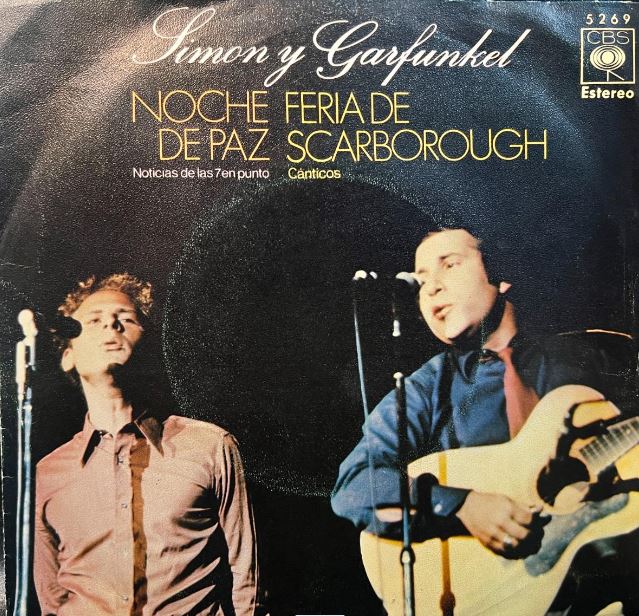 Simon y Garfunkel
5269
CBS
Estereo
NOCHE
DE PAZ
Noticias de las 7 en punto
FERIA DE
SCARBOROUGH
Cánticos